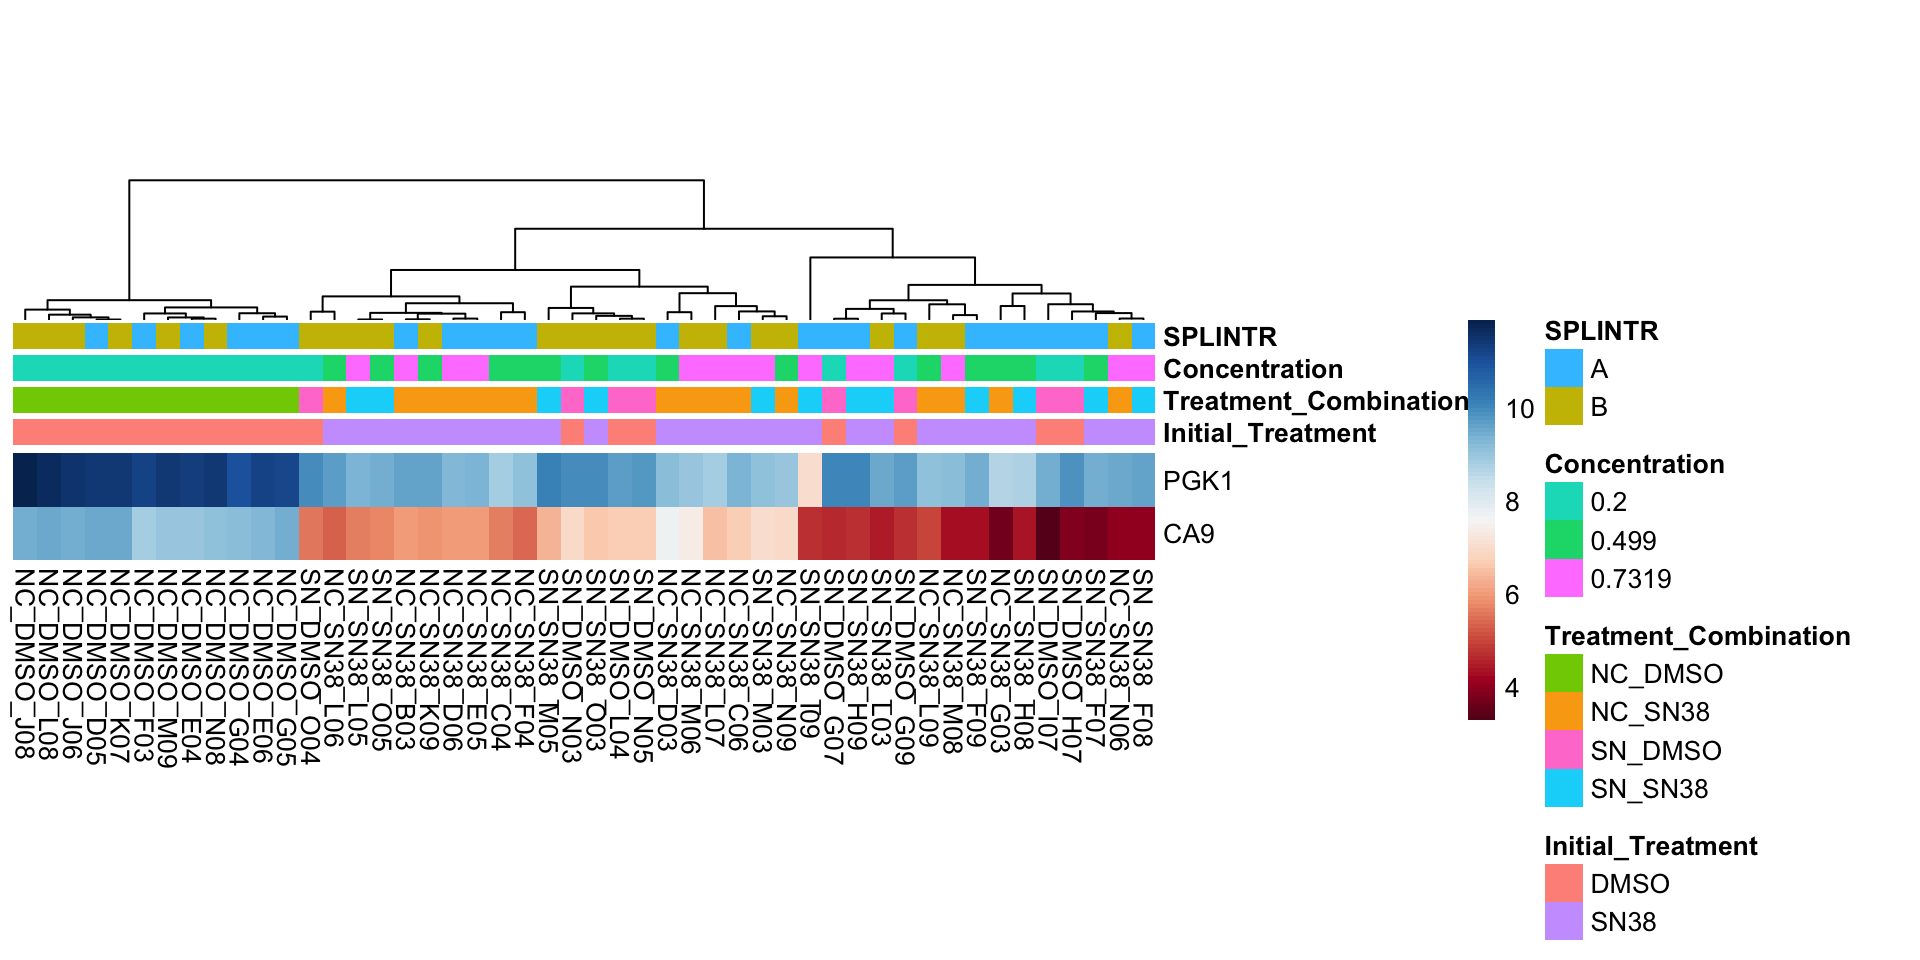 SPLINTR
Concentration
Treatment_Combination
Initial_Treatment
PGK1
CA9
NC_DMSO_J08
NC_DMSO_L08
NC_DMSO_J06
NC_DMSO_D05
NC_DMSO_K07
NC_DMSO_F03
NC_DMSO_M09
NC_DMSO_E04
NC_DMSO_N08
NC_DMSO_G04
NC_DMSO_E06
NC_DMSO_G05
SN_DMSO_O04
NC_SN38_L06
SN_SN38_L05
SN_SN38_O05
NC_SN38_B03
NC_SN38_K09
NC_SN38_D06
NC_SN38_E05
NC_SN38_C04
NC_SN38_F04
SN_SN38_M05
SN_DMSO_N03
SN_SN38_O03
SN_DMSO_L04
SN_DMSO_N05
NC_SN38_D03
NC_SN38_M06
NC_SN38_L07
NC_SN38_C06
SN_SN38_M03
NC_SN38_N09
SN_SN38_I09
SN_DMSO_G07
SN_SN38_H09
SN_SN38_L03
SN_DMSO_G09
NC_SN38_L09
NC_SN38_M08
SN_SN38_F09
NC_SN38_G03
SN_SN38_H08
SN_DMSO_I07
SN_DMSO_H07
SN_SN38_F07
NC_SN38_N06
SN_SN38_F08
10
8
6
4
SPLINTR
A
B
Concentration
0.2
0.499
0.7319
Treatment_Combination
NC_DMSO
NC_SN38
SN_DMSO
SN_SN38
Initial_Treatment
DMSO
SN38